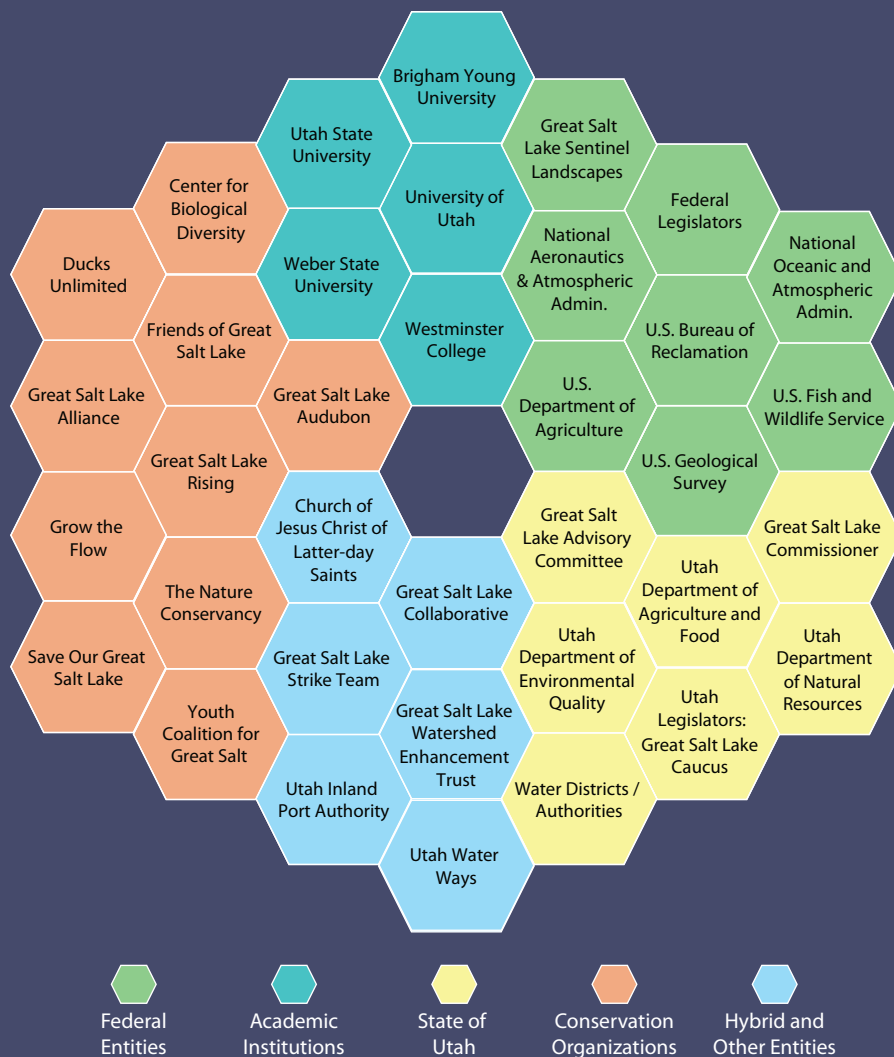 Brigham Young
University
Utah State
University
Great Salt
Lake Sentinel
Landscapes
Center for
Biological
Diversity
University of
Utah
Federal
Legislators
Ducks
Unlimited
Weber State
University
National
Aeronautics
& Atmospheric
Admin.
National
Oceanic and
Atmospheric
Admin.
Friends of Great
Salt Lake
Westminster
College
U.S. Bureau of
Reclamation
Great Salt Lake
Alliance
Great Salt Lake
Audubon
U.S.
Department of
Agriculture
U.S. Fish and
Wildlife Service
Great Salt Lake
Rising
U.S. Geological
Survey
Grow the
Flow
Church of
Jesus Christ of
Latter-day
Saints
Great Salt
Lake Advisory
Committee
Great Salt Lake
Commissioner
The Nature
Conservancy
Great Salt Lake
Collaborative
Utah
Department of
Agriculture and
Food
Save Our Great
Salt Lake
Great Salt Lake
Strike Team
Utah
Department of
Environmental
Quality
Utah
Department
of Natural
Resources
Youth
Coalition for
Great Salt
Great Salt Lake
Watershed
Enhancement
Trust
Utah
Legislators:
Great Salt Lake
Caucus
Utah Inland
Port Authority
Water Districts /
Authorities
Utah Water
Ways
Federal
Entities
Academic
Institutions
State of
Utah
Conservation
Organizations
Hybrid and
Other Entities